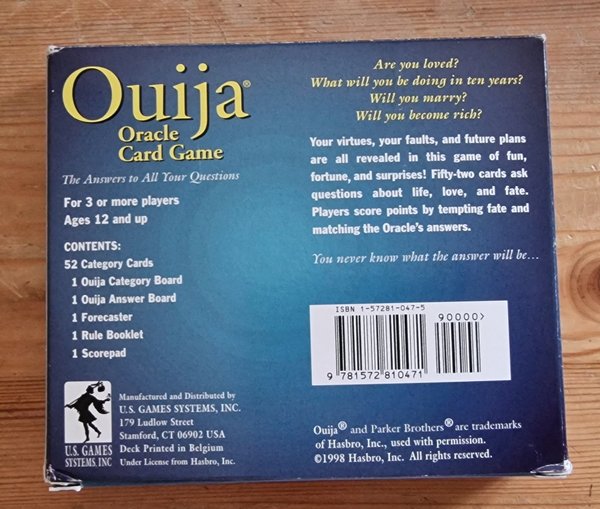 Ouija®
Oracle
Card Game
The Answers to All Your Questions
For 3 or more players
Ages 12 and up
CONTENTS:
52 Category Cards
1 Ouija Category Board
1 Ouija Answer Board
1 Forecaster
1 Rule Booklet
1 Scorepad
U.S. GAMES
SYSTEMS, INC
Manufactured and Distributed by
U.S. GAMES SYSTEMS, INC.
179 Ludlow Street
Stamford, CT 06902 USA
Deck Printed in Belgium
Under License from Hasbro, Inc.
Are you loved?
What will you be doing in ten years?
Will you marry?
Will you become rich?
Your virtues, your faults, and future plans
are all revealed in this game of fun,
fortune, and surprises! Fifty-two cards ask
questions about life, love, and fate.
Players score points by tempting fate and
matching the Oracle's answers.
You never know what the answer will be...
ISBN 1-57281-047-5
90000>
9 781572 810471
Ouija® and Parker Brothers® are trademarks
of Hasbro, Inc., used with permission.
©1998 Hasbro, Inc. All rights reserved.